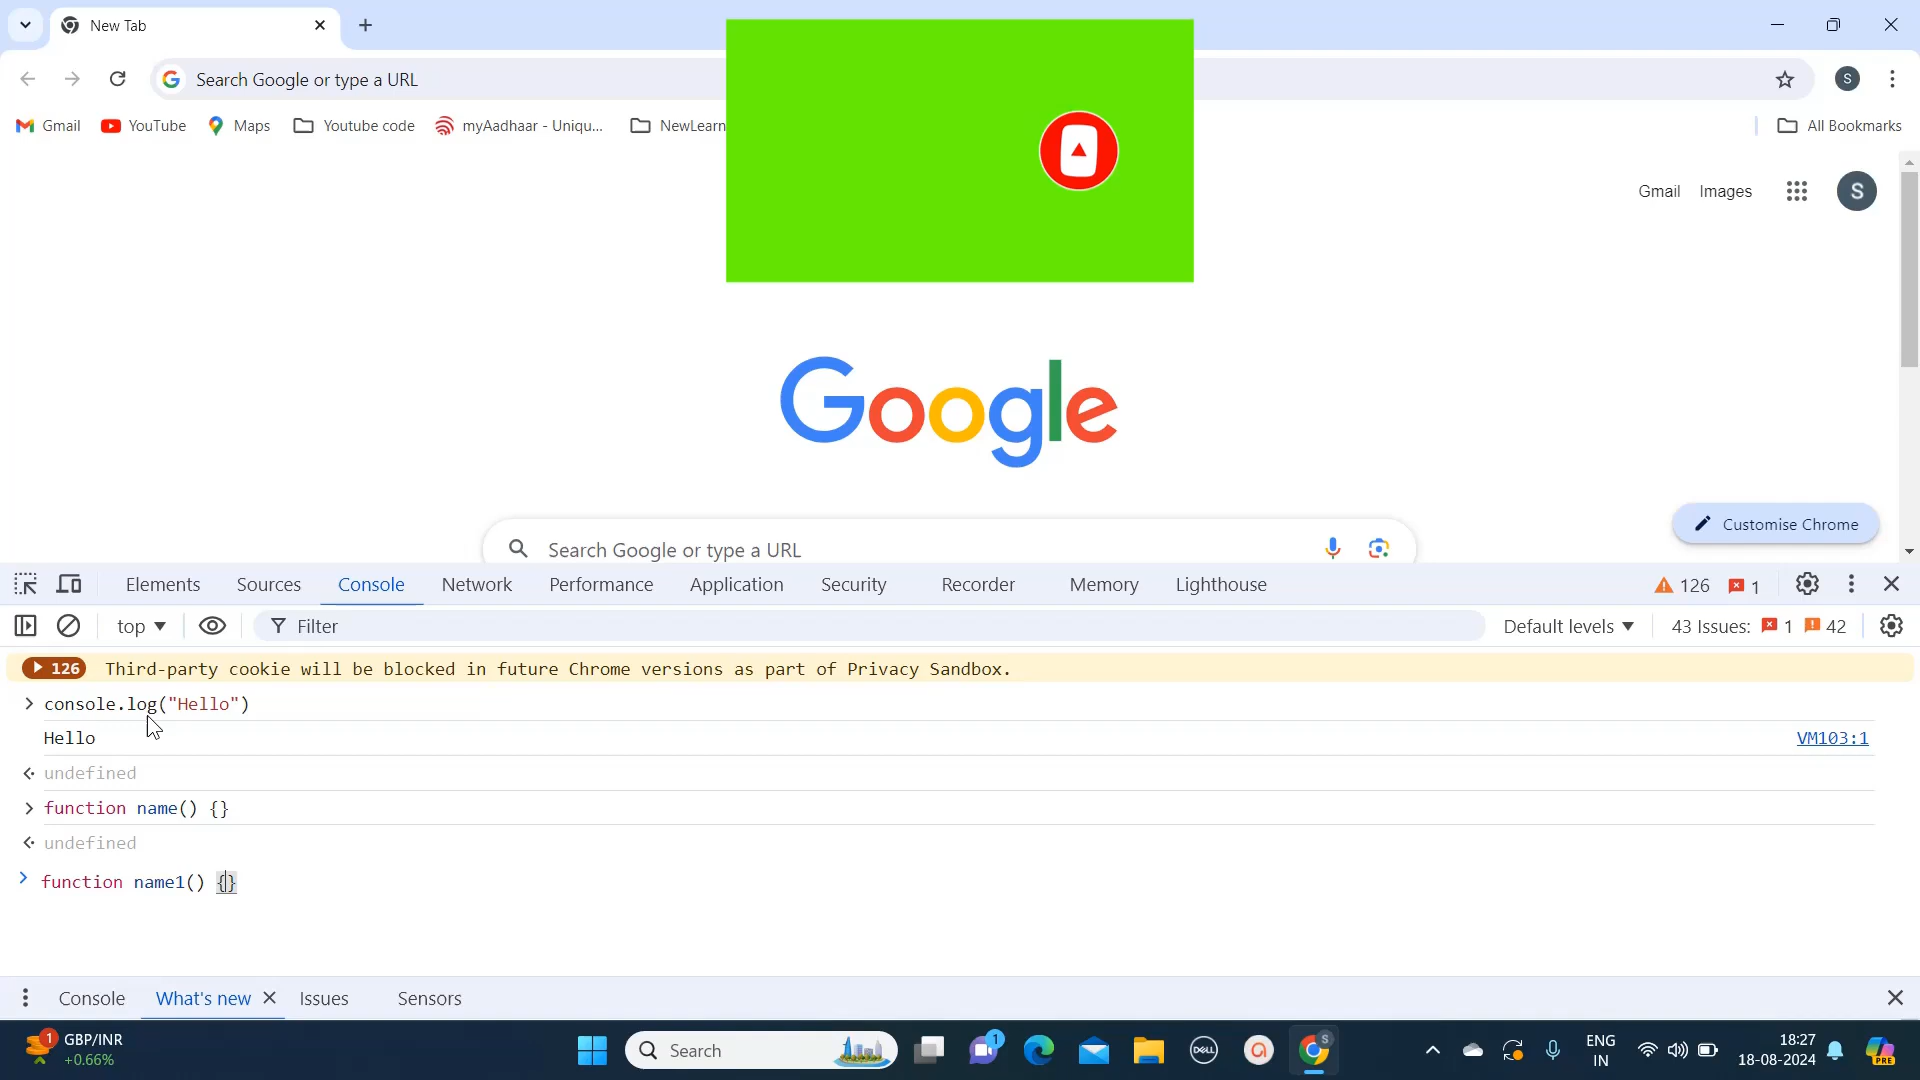 New Tab
Search Google or type a URL
S
Gmail
YouTube
Maps
Youtube code
myAadhaar - Uniqu...
NewLearn
All Bookmarks
Gmail
Images
S
Google
Search Google or type a URL
Customise Chrome
Elements
Sources
Console
Network
Performance
Application
Security
Recorder
Memory
Lighthouse
126
1
top
Filter
Default levels
43 Issues:
1
42
126
Third-party cookie will be blocked in future Chrome versions as part of Privacy Sandbox.
console.log("Hello")
Hello
VM103:1
undefined
function name() {}
undefined
function name1() {}
Console
What's new
Issues
Sensors
1
GBP/INR
+0.66%
Search
1
DELL
S
ENG
IN
18:27
18-08-2024
PRE